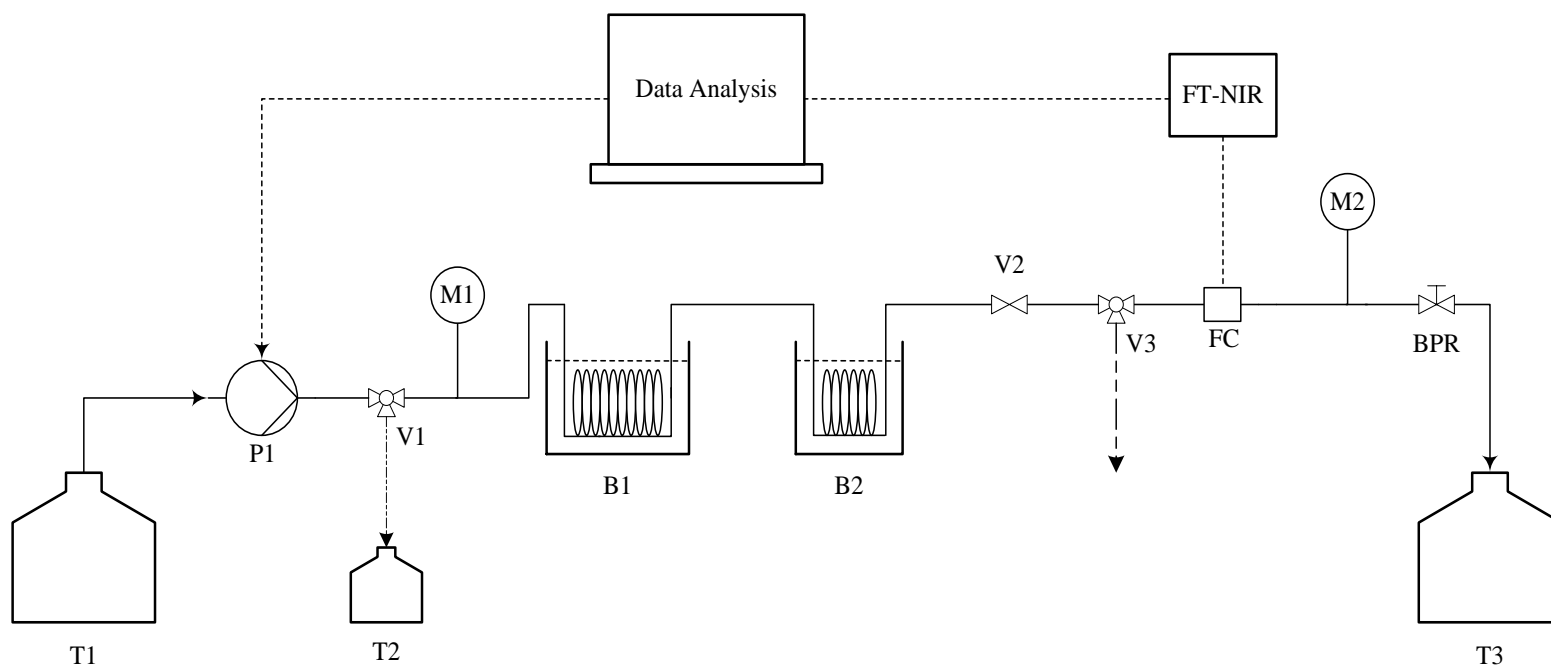 Data Analysis
FT-NIR
M2
V2
M1
V3
FC
BPR
V1
P1
B1
B2
T1
T2
T3